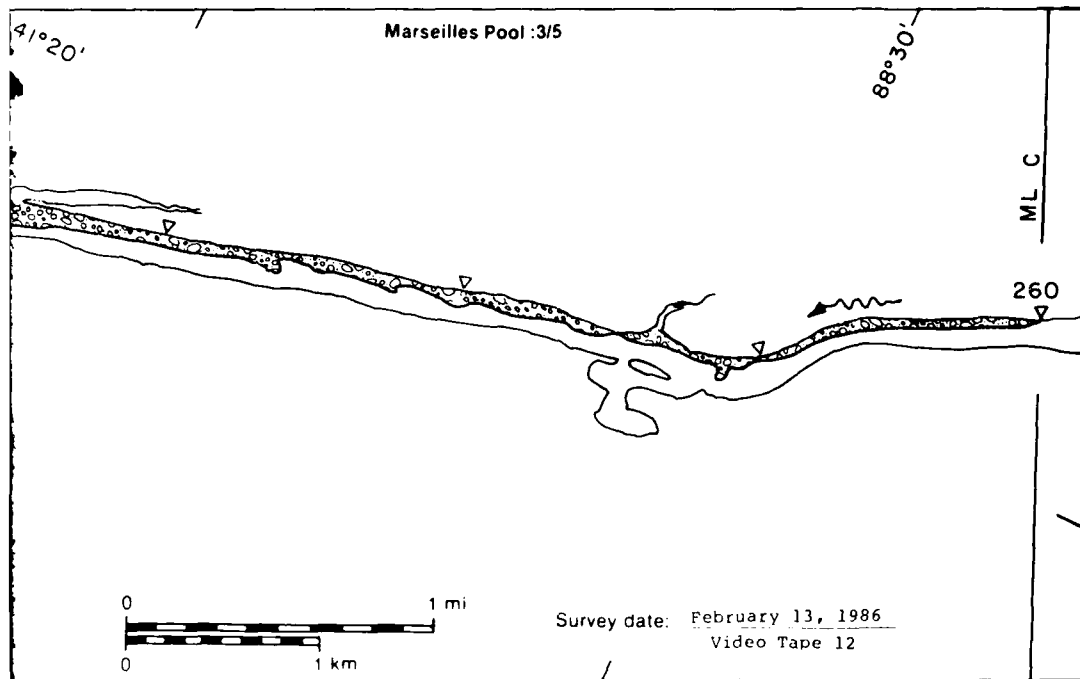 Marseilles Pool :3/5
41°20'
88°30'
ML C
260
0 1 mi
0 1 km
Survey date: February 13, 1986
Video Tape 12